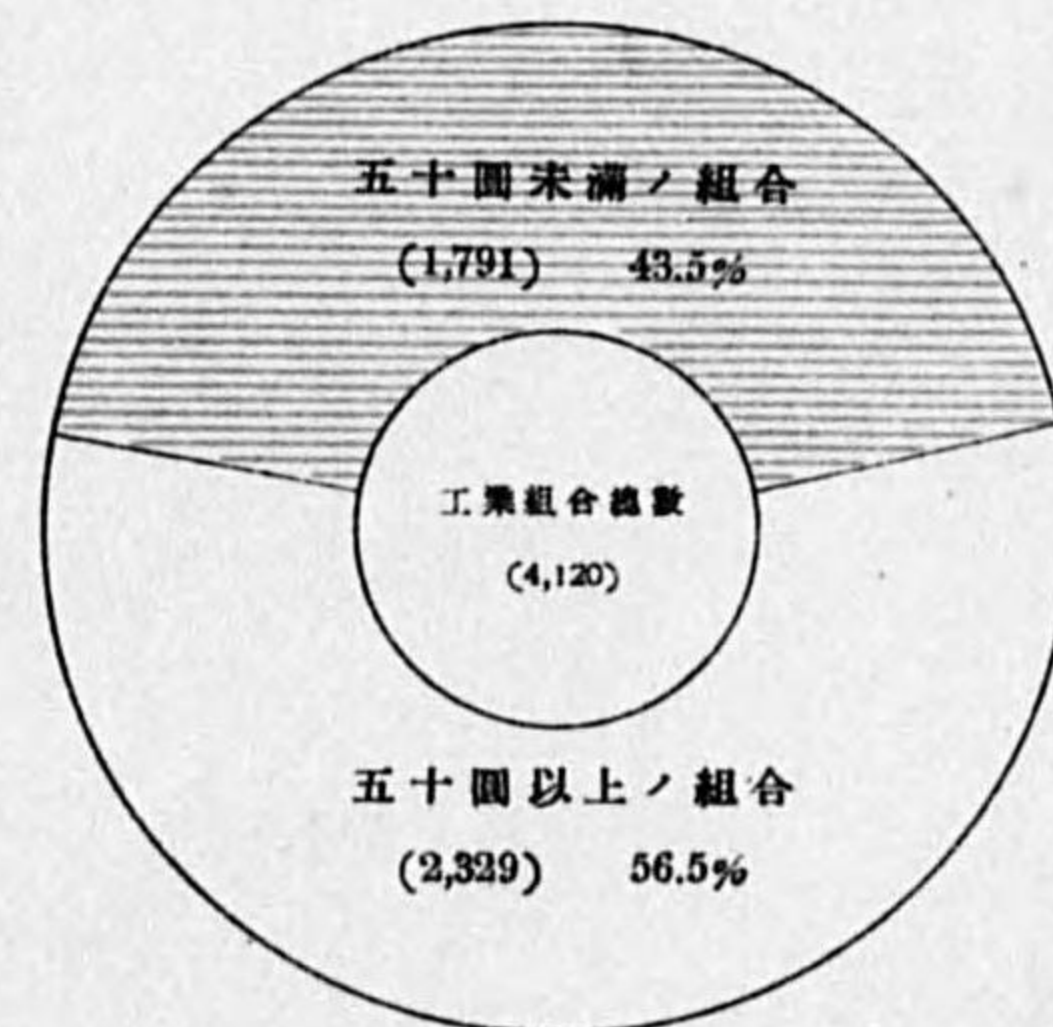 五十圓未滿ノ組合
(1,791) 43.5%
工業組合總數
(4,120)
五十圓以上ノ組合
(2,329) 56.5%